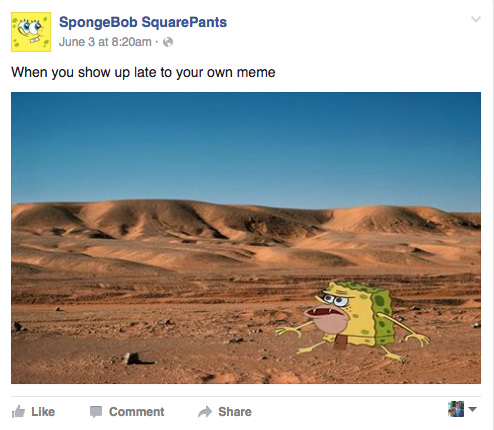 SpongeBob SquarePants
June 3 at 8:20am ·
When you show up late to your own meme
Like Comment Share